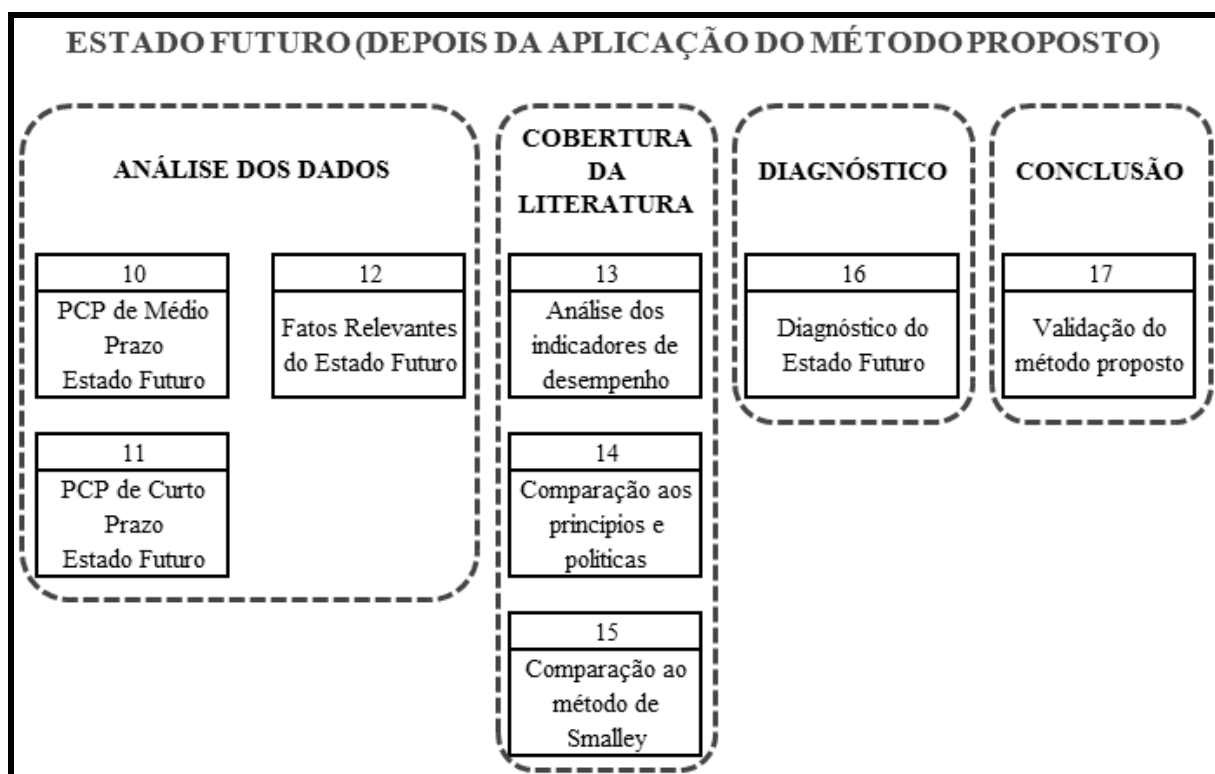 ESTADO FUTURO (DEPOIS DA APLICAÇÃO DO MÉTODO PROPOSTO)
ANÁLISE DOS DADOS
10
PCP de Médio
Prazo
Estado Futuro
12
Fatos Relevantes
do Estado Futuro
11
PCP de Curto
Prazo
Estado Futuro
COBERTURA
DA
LITERATURA
13
Análise dos
indicadores de
desempenho
14
Comparação aos
princípios e
políticas
15
Comparação ao
método de
Smalley
DIAGNÓSTICO
16
Diagnóstico do
Estado Futuro
CONCLUSÃO
17
Validação do
método proposto